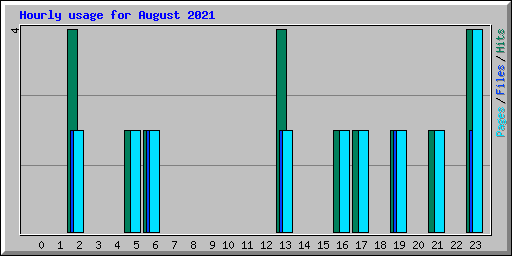 Hourly usage for August 2021
4
Pages / Files / Hits
0 1 2 3 4 5 6 7 8 9 10 11 12 13 14 15 16 17 18 19 20 21 22 23